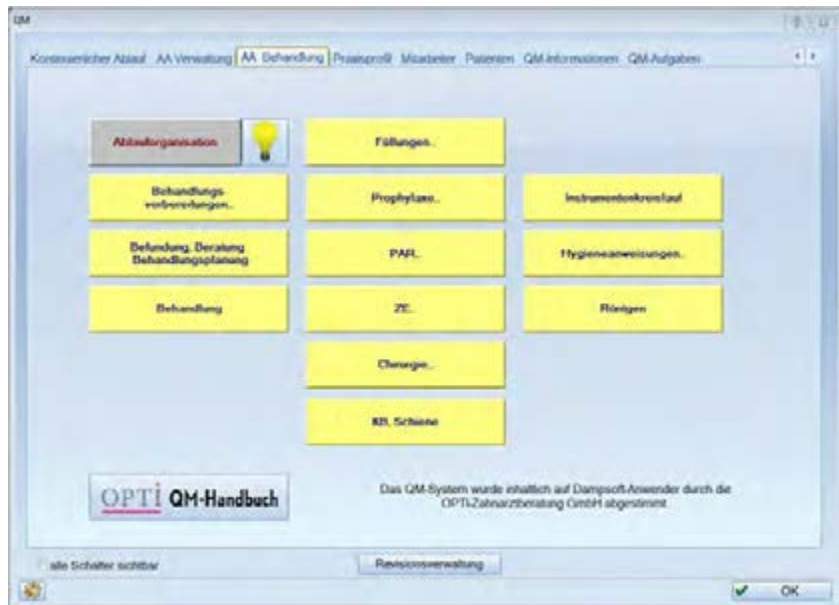 QM
Kontinuierlicher Ablauf AA Verwaltung AA Behandlung Praxisprofil Mitarbeiter Patienten QM-Informationen QM-Aufgaben
Ablauforganisation
Behandlungs-
vorbereitungen..
Befundung, Beratung
Behandlungsplanung
Behandlung
Füllungen..
Prophylaxe..
PAR..
ZE..
Chirurgie..
KB, Schiene
Instrumentenkreislauf
Hygieneanweisungen..
Röntgen
OPTi QM-Handbuch
Das QM-System wurde inhaltlich auf Dampsoft-Anwender durch die
OPTI-Zahnarztberatung GmbH abgestimmt.
alle Schalter sichtbar
Revisionsverwaltung
OK